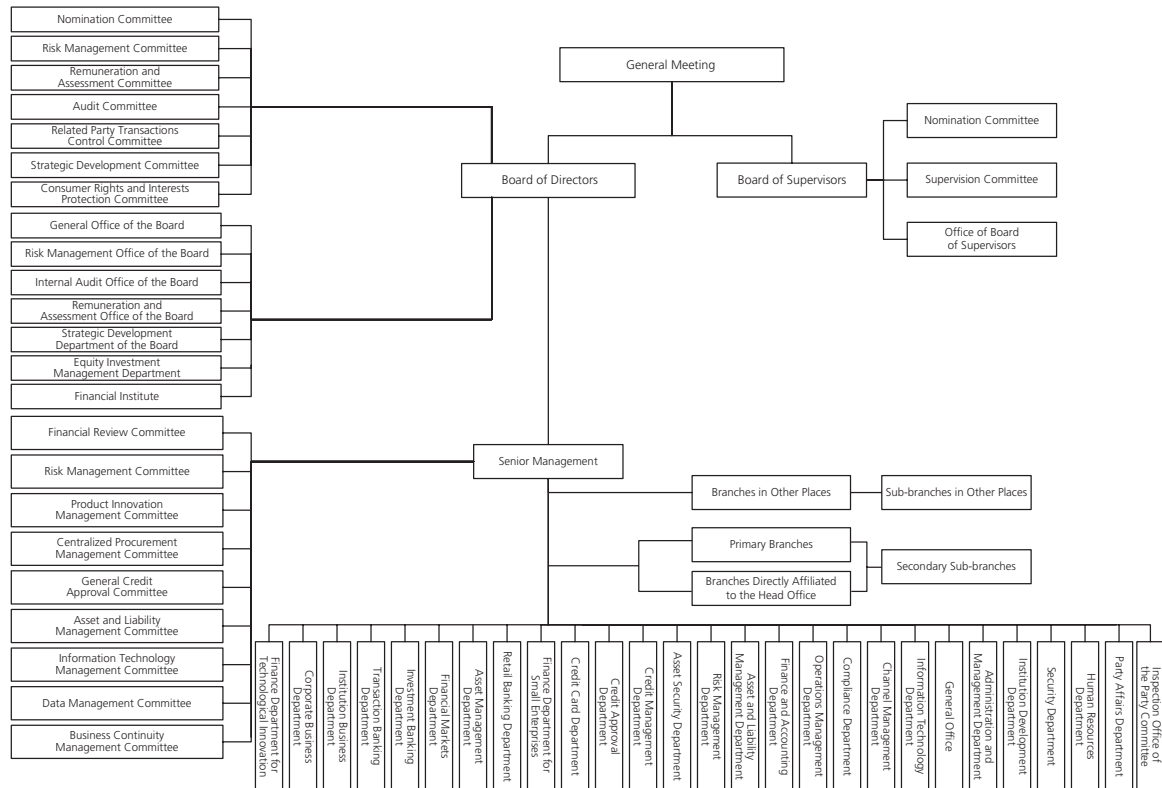 Nomination Committee
Risk Management Committee
Remuneration and
Assessment Committee
Audit Committee
Related Party Transactions
Control Committee
Strategic Development Committee
Consumer Rights and Interests
Protection Committee
General Office of the Board
Risk Management Office of the Board
Internal Audit Office of the Board
Remuneration and
Assessment Office of the Board
Strategic Development
Department of the Board
Equity Investment
Management Department
Financial Institute
Financial Review Committee
Risk Management Committee
Product Innovation
Management Committee
Centralized Procurement
Management Committee
General Credit
Approval Committee
Asset and Liability
Management Committee
Information Technology
Management Committee
Data Management Committee
Business Continuity
Management Committee
General Meeting
Board of Directors
Board of Supervisors
Nomination Committee
Supervision Committee
Office of Board
of Supervisors
Senior Management
Branches in Other Places
Sub-branches in Other Places
Primary Branches
Branches Directly Affiliated
to the Head Office
Secondary Sub-branches
Finance Department for
Technological Innovation
Corporate Business
Department
Institution Business
Department
Transaction Banking
Department
Investment Banking
Department
Financial Markets
Department
Asset Management
Department
Retail Banking Department
Finance Department for
Small Enterprises
Credit Card Department
Credit Approval
Department
Credit Management
Department
Asset Security Department
Risk Management
Department
Asset and Liability
Management Department
Finance and Accounting
Department
Operations Management
Department
Compliance Department
Channel Management
Department
Information Technology
Department
General Office
Administration and
Management Department
Institution Development
Department
Security Department
Human Resources
Department
Party Affairs Department
Inspection Office of
the Party Committee